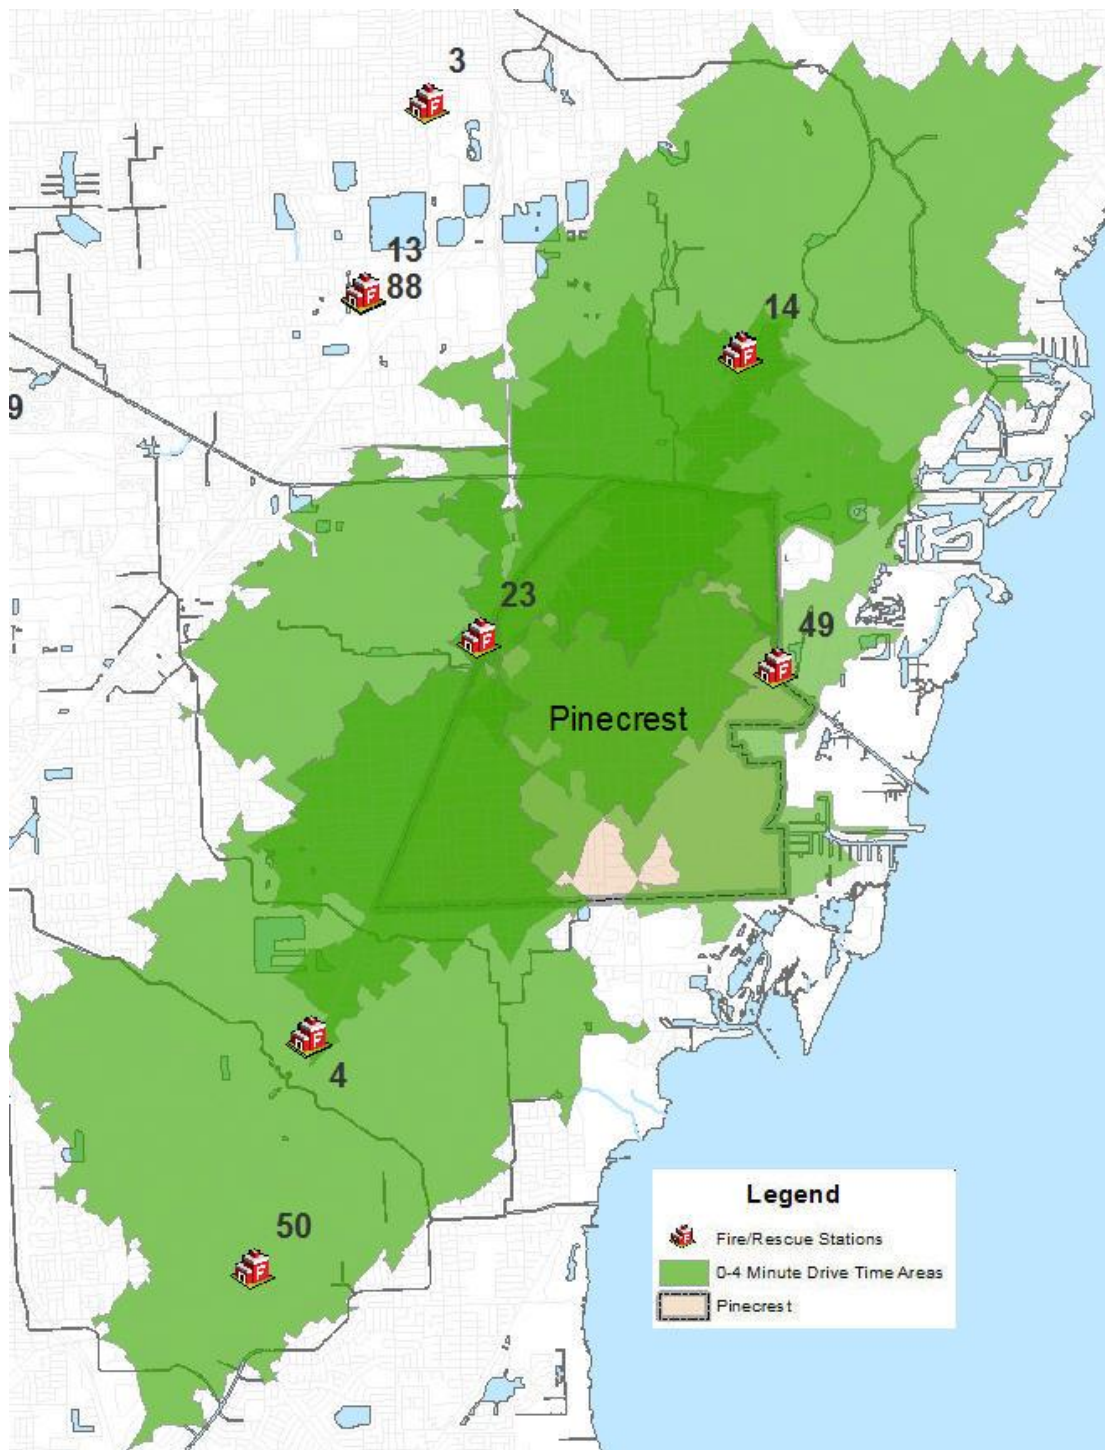 3
13
88
14
9
23
49
Pinecrest
4
50
Legend
Fire/Rescue Stations
0-4 Minute Drive Time Areas
Pinecrest